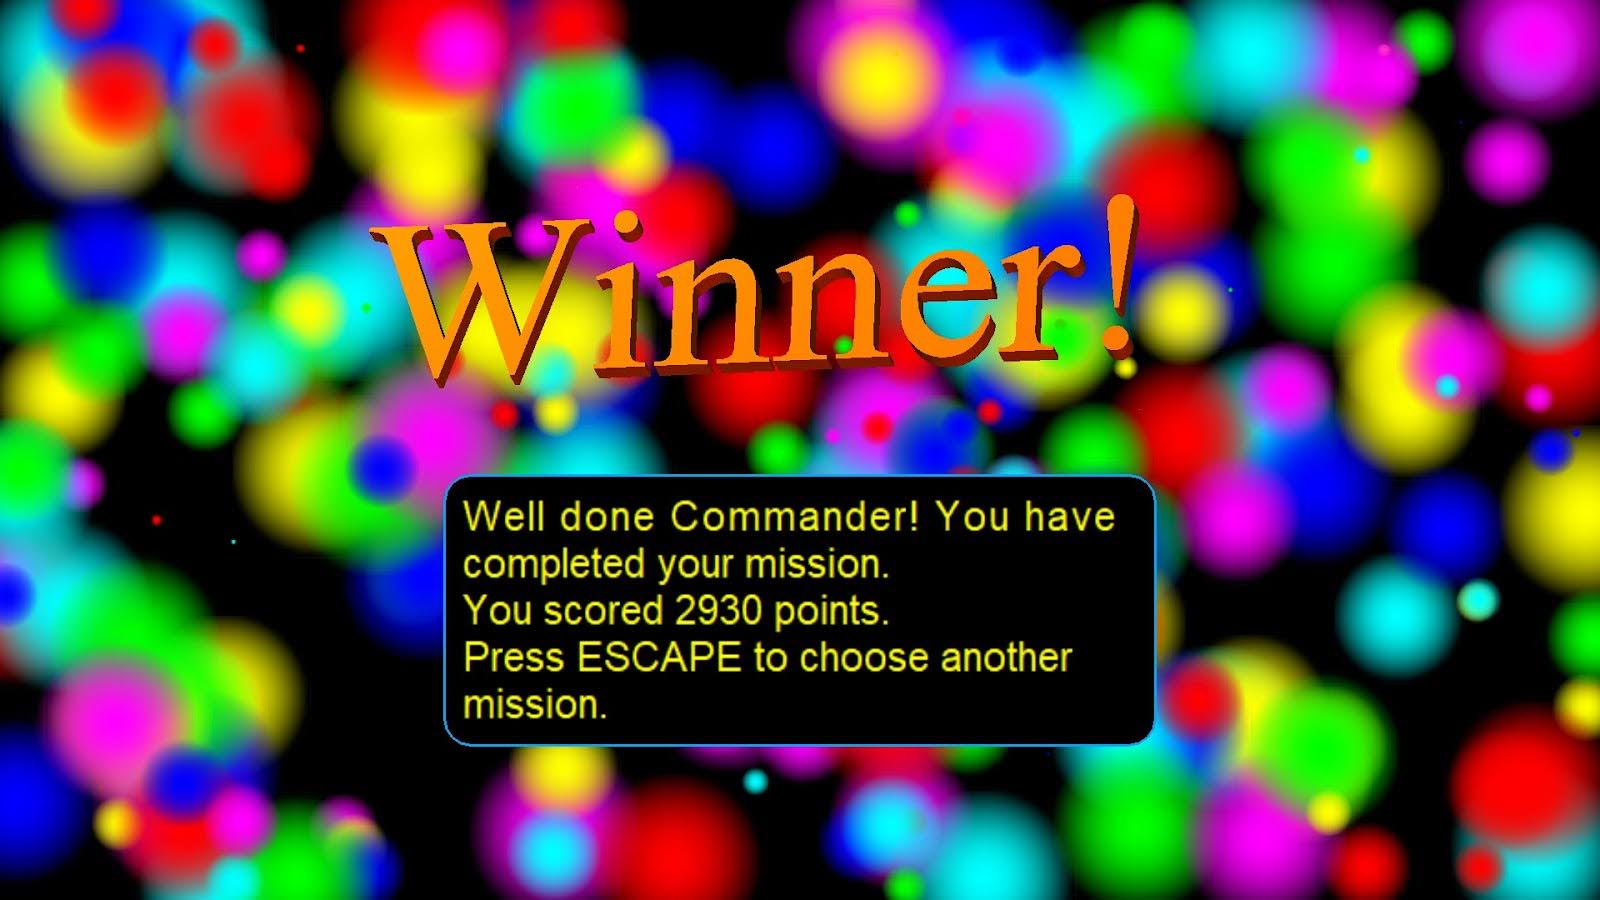 Winner!
Well done Commander! You have
completed your mission.
You scored 2930 points.
Press ESCAPE to choose another
mission.